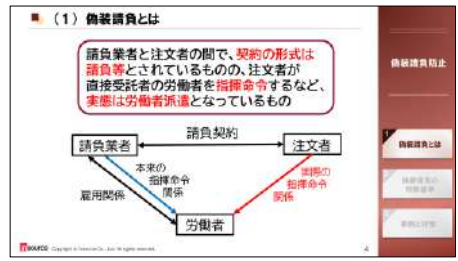 (1)偽装請負とは
請負業者と注文者の間で、契約の形式は
請負等とされているものの、注文者が
直接受託者の労働者を指揮命令するなど、
実態は労働者派遣となっているもの
請負契約
請負業者
注文者
本来の
指揮命令
関係
実際の
指揮命令
関係
雇用関係
労働者
4
偽装請負防止
1
偽装請負とは